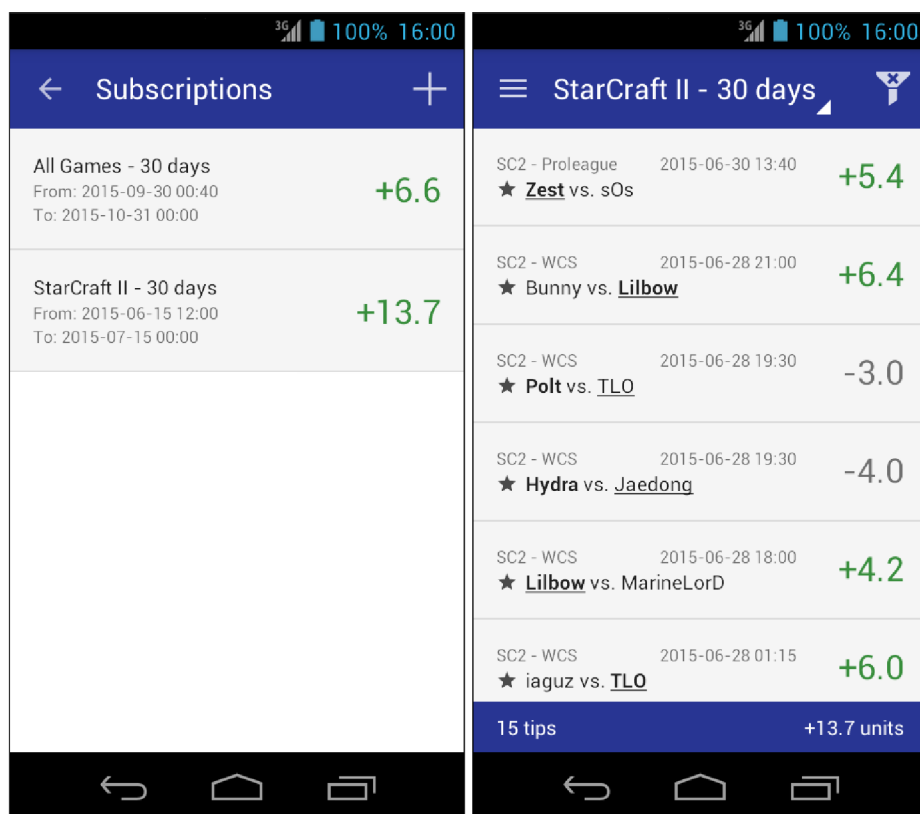 3G 100% 16:00
Subscriptions
All Games - 30 days
From: 2015-09-30 00:40
To: 2015-10-31 00:00
+6.6
StarCraft II - 30 days
From: 2015-06-15 12:00
To: 2015-07-15 00:00
+13.7
3G 100% 16:00
StarCraft II - 30 days
SC2 - Proleague 2015-06-30 13:40
★ Zest vs. sOs
+5.4
SC2 - WCS 2015-06-28 21:00
★ Bunny vs. Lilbow
+6.4
SC2 - WCS 2015-06-28 19:30
★ Polt vs. TLO
-3.0
SC2 - WCS 2015-06-28 19:30
★ Hydra vs. Jaedong
-4.0
SC2 - WCS 2015-06-28 18:00
★ Lilbow vs. MarineLorD
+4.2
SC2 - WCS 2015-06-28 01:15
★ iaguz vs. TLO
+6.0
15 tips +13.7 units